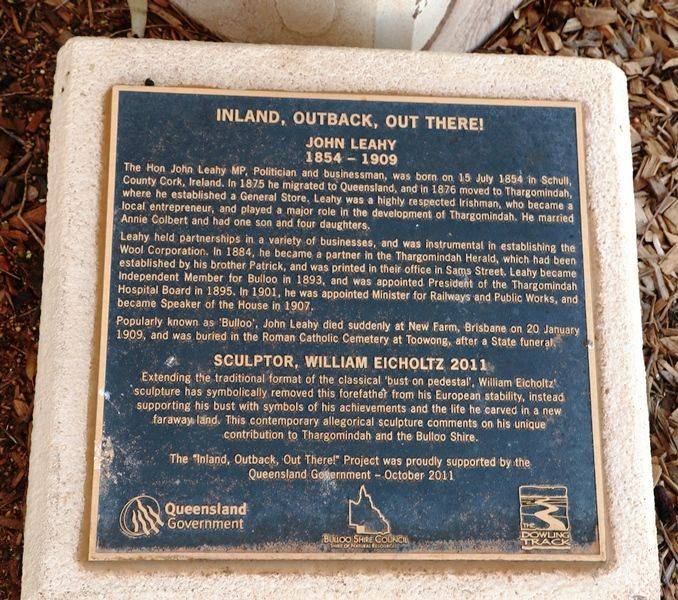 INLAND, OUTBACK, OUT THERE!
JOHN LEAHY
1854 – 1909
The Hon John Leahy MP, Politician and businessman, was born on 15 July 1854 in Schull,
County Cork, Ireland. In 1875 he migrated to Queensland, and in 1876 moved to Thargomindah,
where he established a General Store. Leahy was a highly respected Irishman, who became a
local entrepreneur, and played a major role in the development of Thargomindah. He married
Annie Colbert and had one son and four daughters.
Leahy held partnerships in a variety of businesses, and was instrumental in establishing the
Wool Corporation. In 1884, he became a partner in the Thargomindah Herald, which had been
established by his brother Patrick, and was printed in their office in Sams Street. Leahy became
Independent Member for Bulloo in 1893, and was appointed President of the Thargomindah
Hospital Board in 1895. In 1901, he was appointed Minister for Railways and Public Works, and
became Speaker of the House in 1907.
Popularly known as 'Bulloo', John Leahy died suddenly at New Farm, Brisbane on 20 January
1909, and was buried in the Roman Catholic Cemetery at Toowong, after a State funeral.
SCULPTOR, WILLIAM EICHOLTZ 2011
Extending the traditional format of the classical 'bust on pedestal', William Eicholtz'
sculpture has symbolically removed this forefather from his European stability, instead
supporting his bust with symbols of his achievements and the life he carved in a new
faraway land. This contemporary allegorical sculpture comments on his unique
contribution to Thargomindah and the Bulloo Shire.
The "Inland, Outback, Out There!" Project was proudly supported by the
Queensland Government – October 2011
Queensland
Government
BULLOO SHIRE COUNCIL
SHIRE OF NATURAL RESOURCES
THE
DOWLING
TRACK